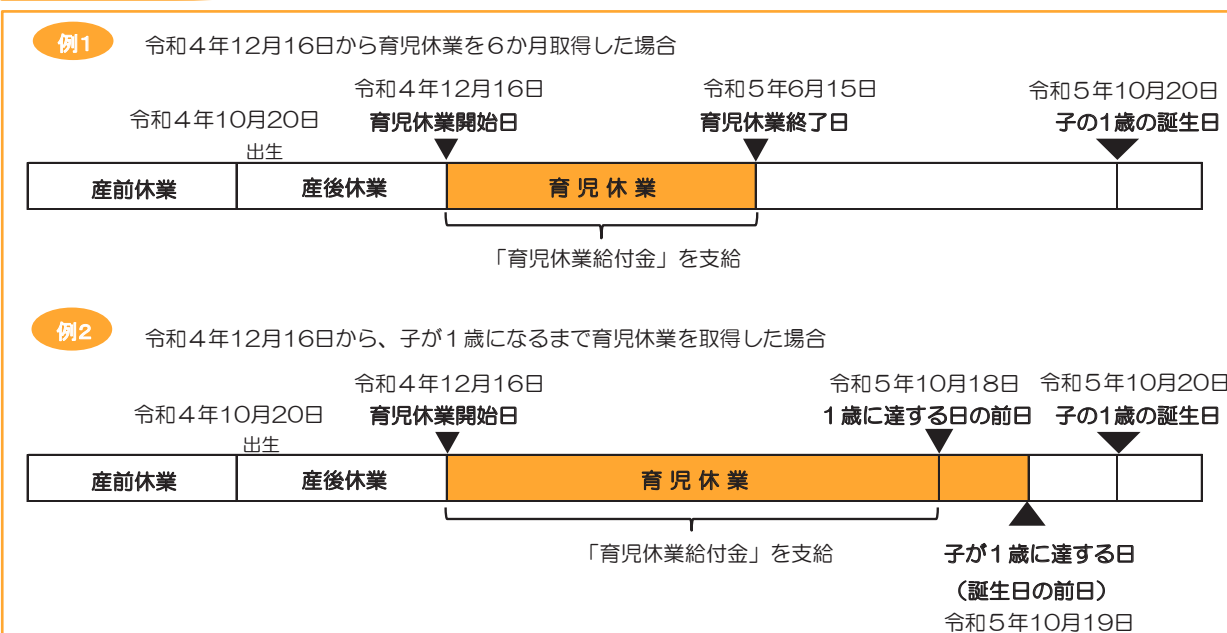 例1 令和４年12月16日から育児休業を６か月取得した場合
令和４年12月16日 令和５年6月15日 令和５年10月20日
令和４年10月20日 育児休業開始日 育児休業終了日 子の1歳の誕生日
出生
産前休業 産後休業 育児休業
「育児休業給付金」を支給
例2 令和４年12月16日から、子が１歳になるまで育児休業を取得した場合
令和４年12月16日 令和５年10月18日 令和５年10月20日
令和４年10月20日 育児休業開始日 １歳に達する日の前日 子の1歳の誕生日
出生
産前休業 産後休業 育児休業
「育児休業給付金」を支給 子が１歳に達する日
（誕生日の前日）
令和５年10月19日